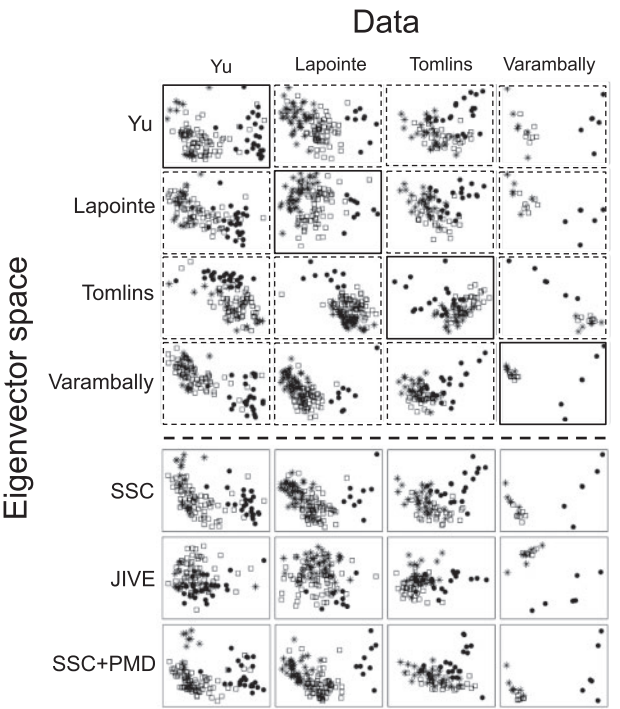 Data
Yu Lapointe Tomlins Varambally
Eigenvector space
Yu
Lapointe
Tomlins
Varambally
SSC
JIVE
SSC+PMD